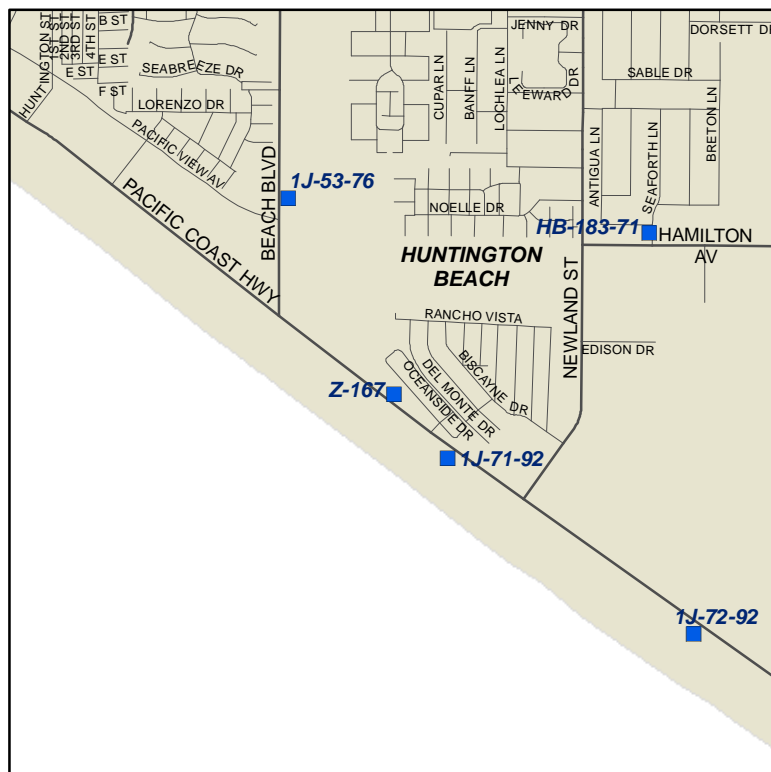 HUNTINGTON ST
1ST ST
2ND ST
3RD ST
4TH ST
B ST
E ST
E ST
F ST
SEABREEZE DR
LORENZO DR
PACIFIC VIEW AV
PACIFIC COAST HWY
BEACH BLVD
1J-53-76
CUPAR LN
BANFF LN
LOCHLEA LN
JENNY DR
LEEWARD DR
DORSETT DR
SABLE DR
BRETON LN
ANTIGUA LN
SEAFORTH LN
NOELLE DR
HB-183-71
HAMILTON
AV
HUNTINGTON
BEACH
NEWLAND ST
RANCHO VISTA
EDISON DR
BISCAYNE DR
DEL MONTE DR
OCEANSIDE DR
Z-167
1J-71-92
1J-72-92